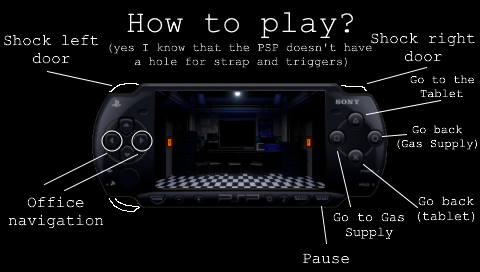 How to play?
(yes I know that the PSP doesn't have
a hole for strap and triggers)
Shock left
door
Shock right
door
Go to the
Tablet
SONY
Go back
(Gas Supply)
Office
navigation
Go to Gas
Supply
Go back
(tablet)
Pause